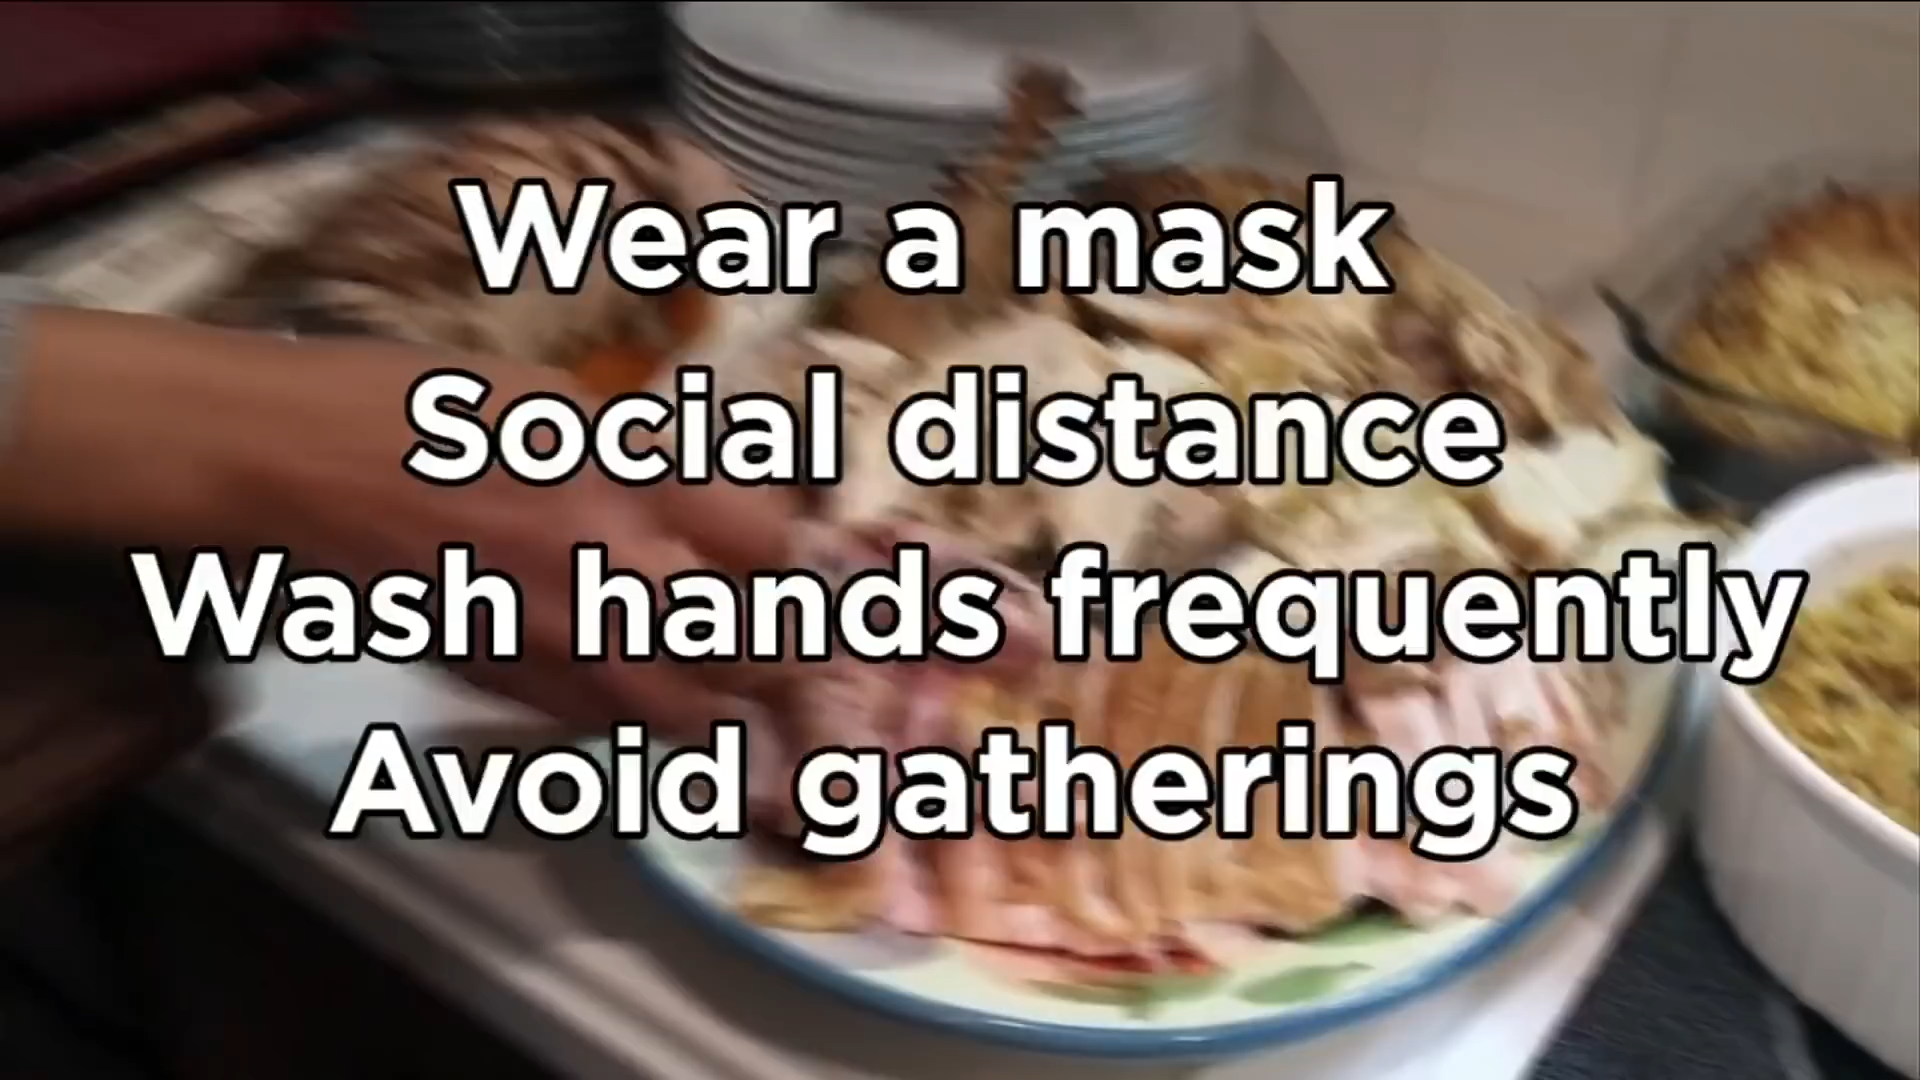 Wear a mask
Social distance
Wash hands frequently
Avoid gatherings